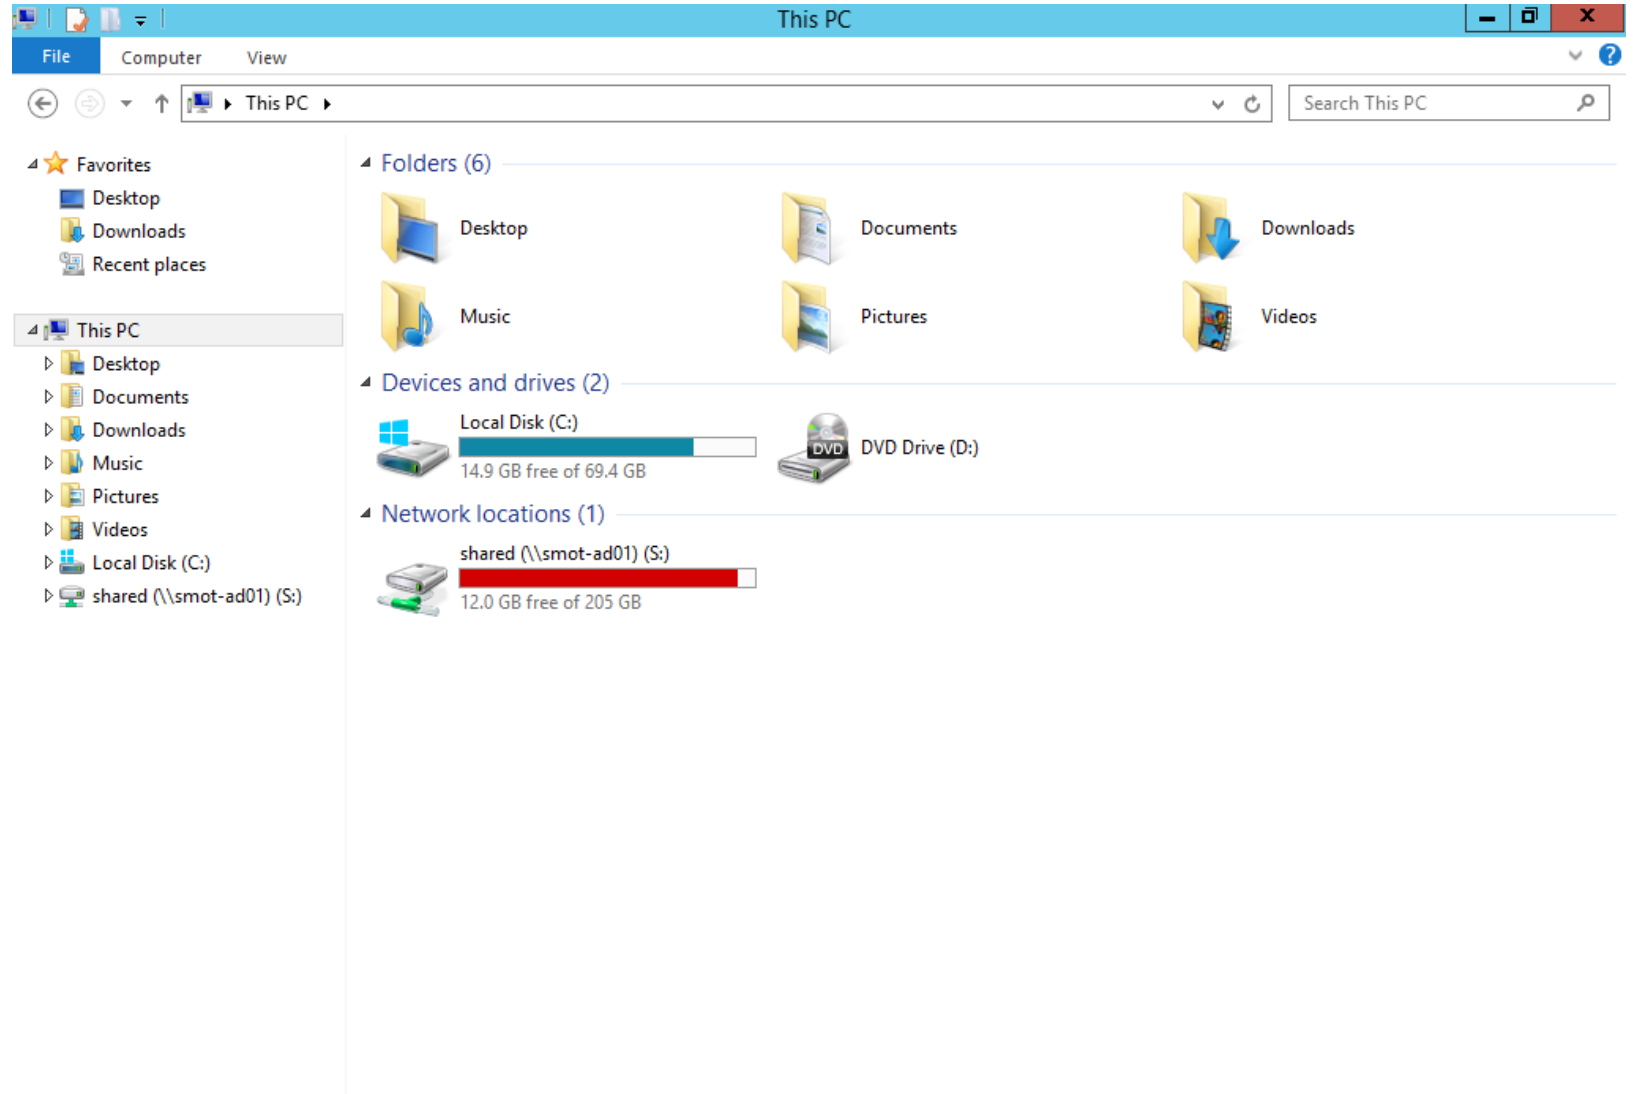 This PC
File Computer View
This PC
Search This PC
Favorites
Desktop
Downloads
Recent places
This PC
Desktop
Documents
Downloads
Music
Pictures
Videos
Local Disk (C:)
shared (\\smot-ad01) (S:)
Folders (6)
Desktop Documents Downloads
Music Pictures Videos
Devices and drives (2)
Local Disk (C:)
14.9 GB free of 69.4 GB
DVD
DVD Drive (D:)
Network locations (1)
shared (\\smot-ad01) (S:)
12.0 GB free of 205 GB